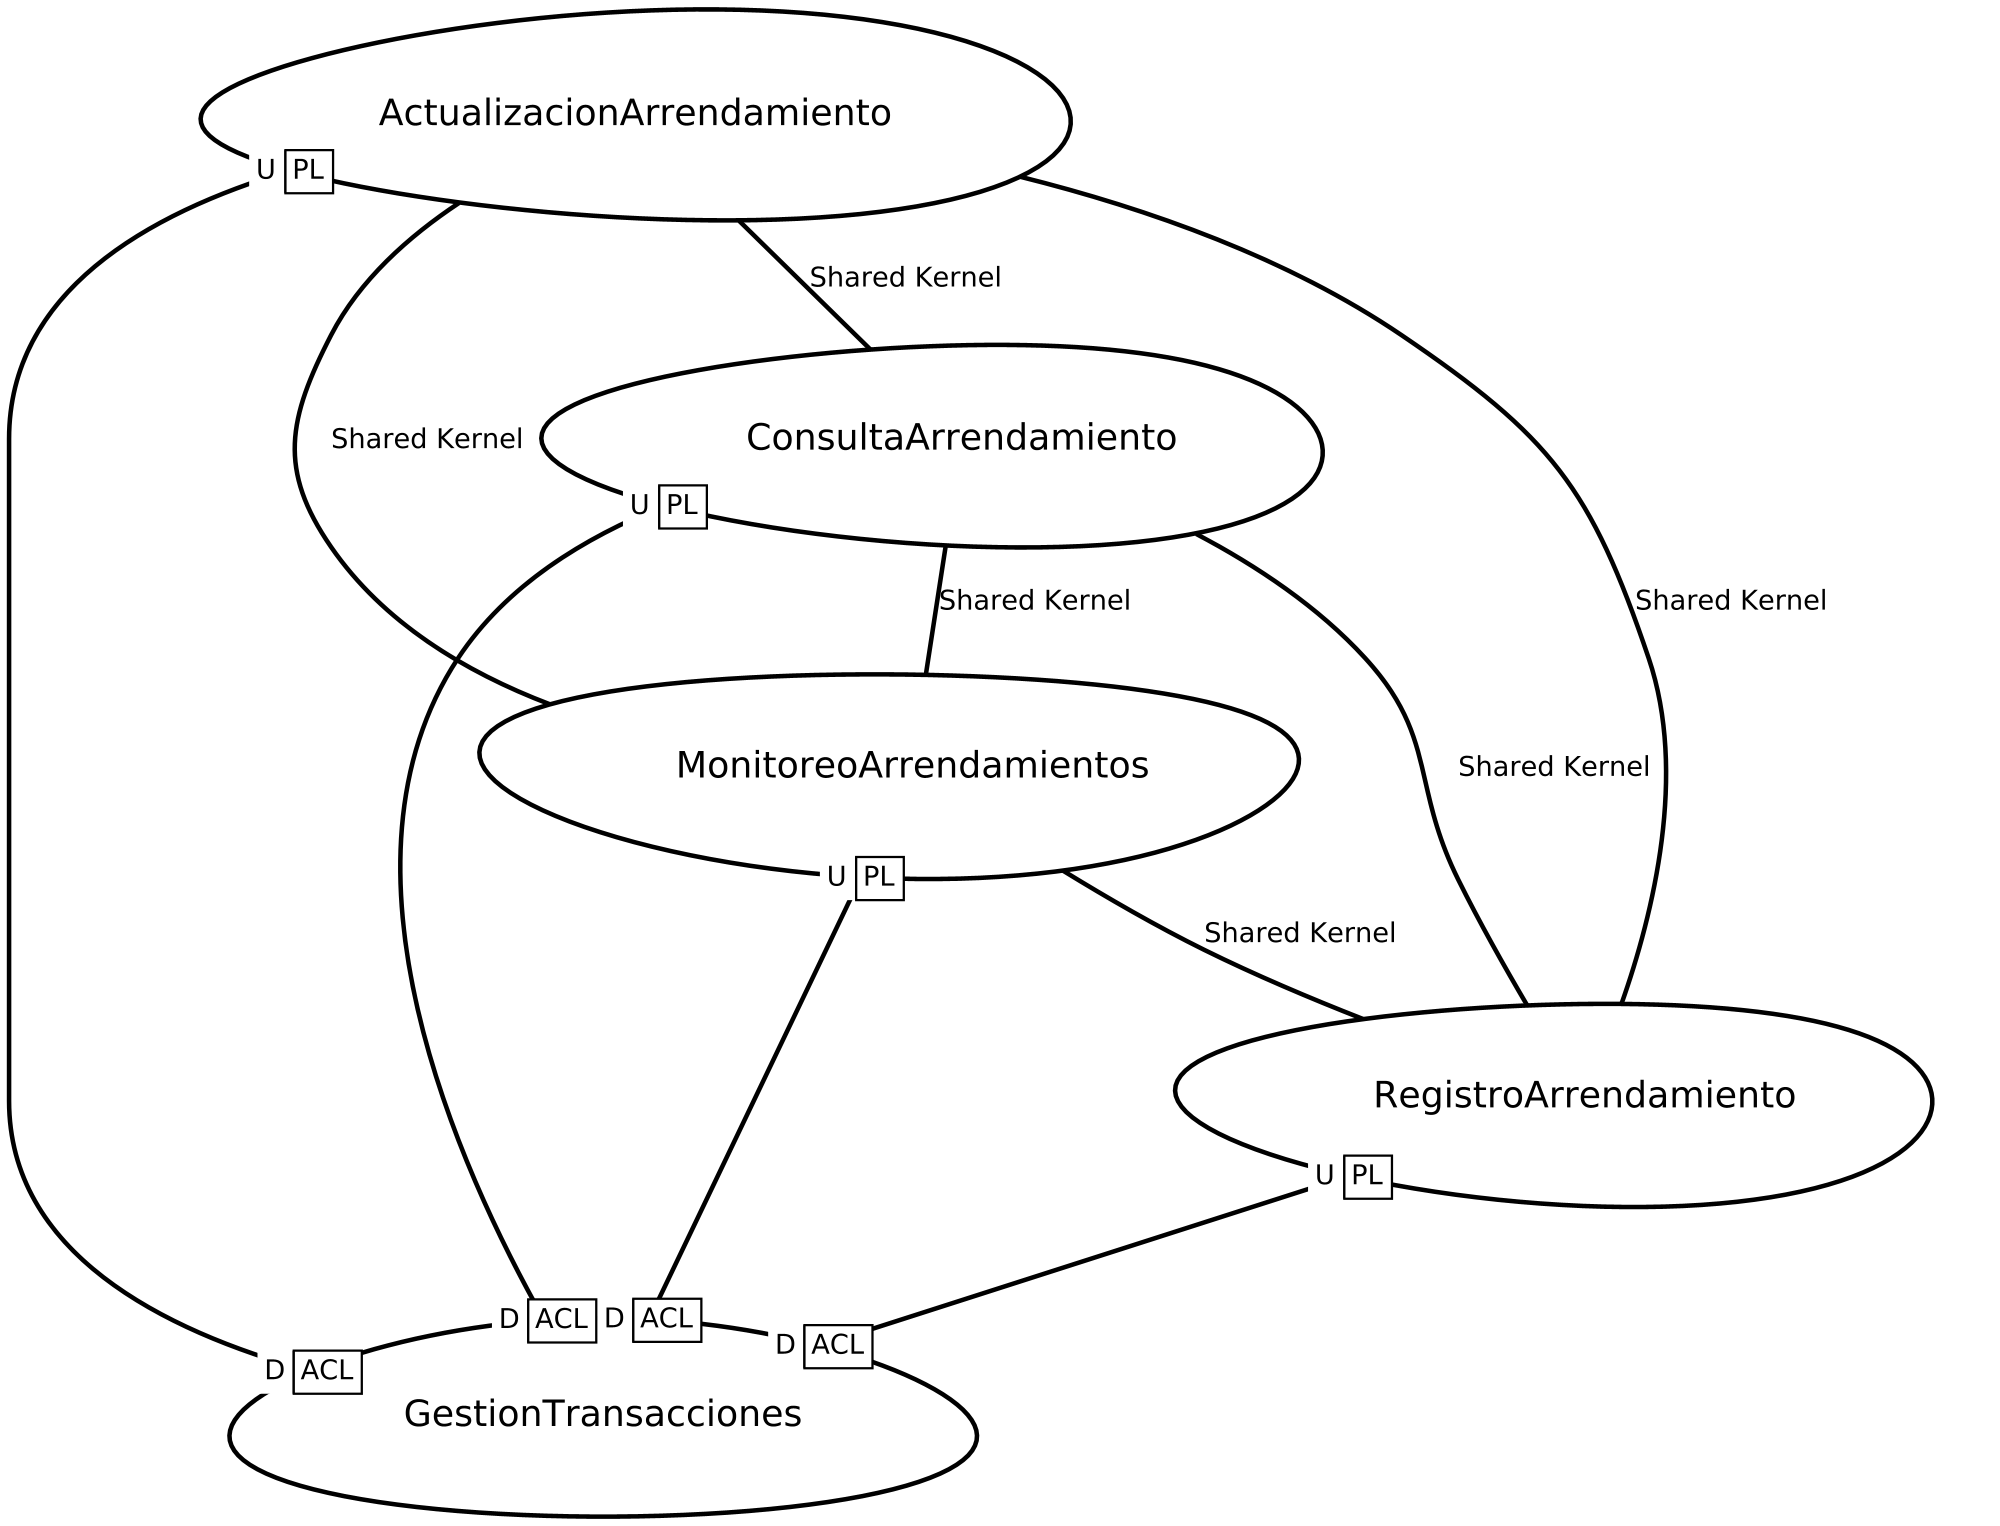 ActualizacionArrendamiento
U PL
Shared Kernel
Shared Kernel
ConsultaArrendamiento
U PL
Shared Kernel
Shared Kernel
MonitoreoArrendamientos
Shared Kernel
U PL
Shared Kernel
RegistroArrendamiento
U PL
D ACL
D ACL
D ACL
D ACL
GestionTransacciones